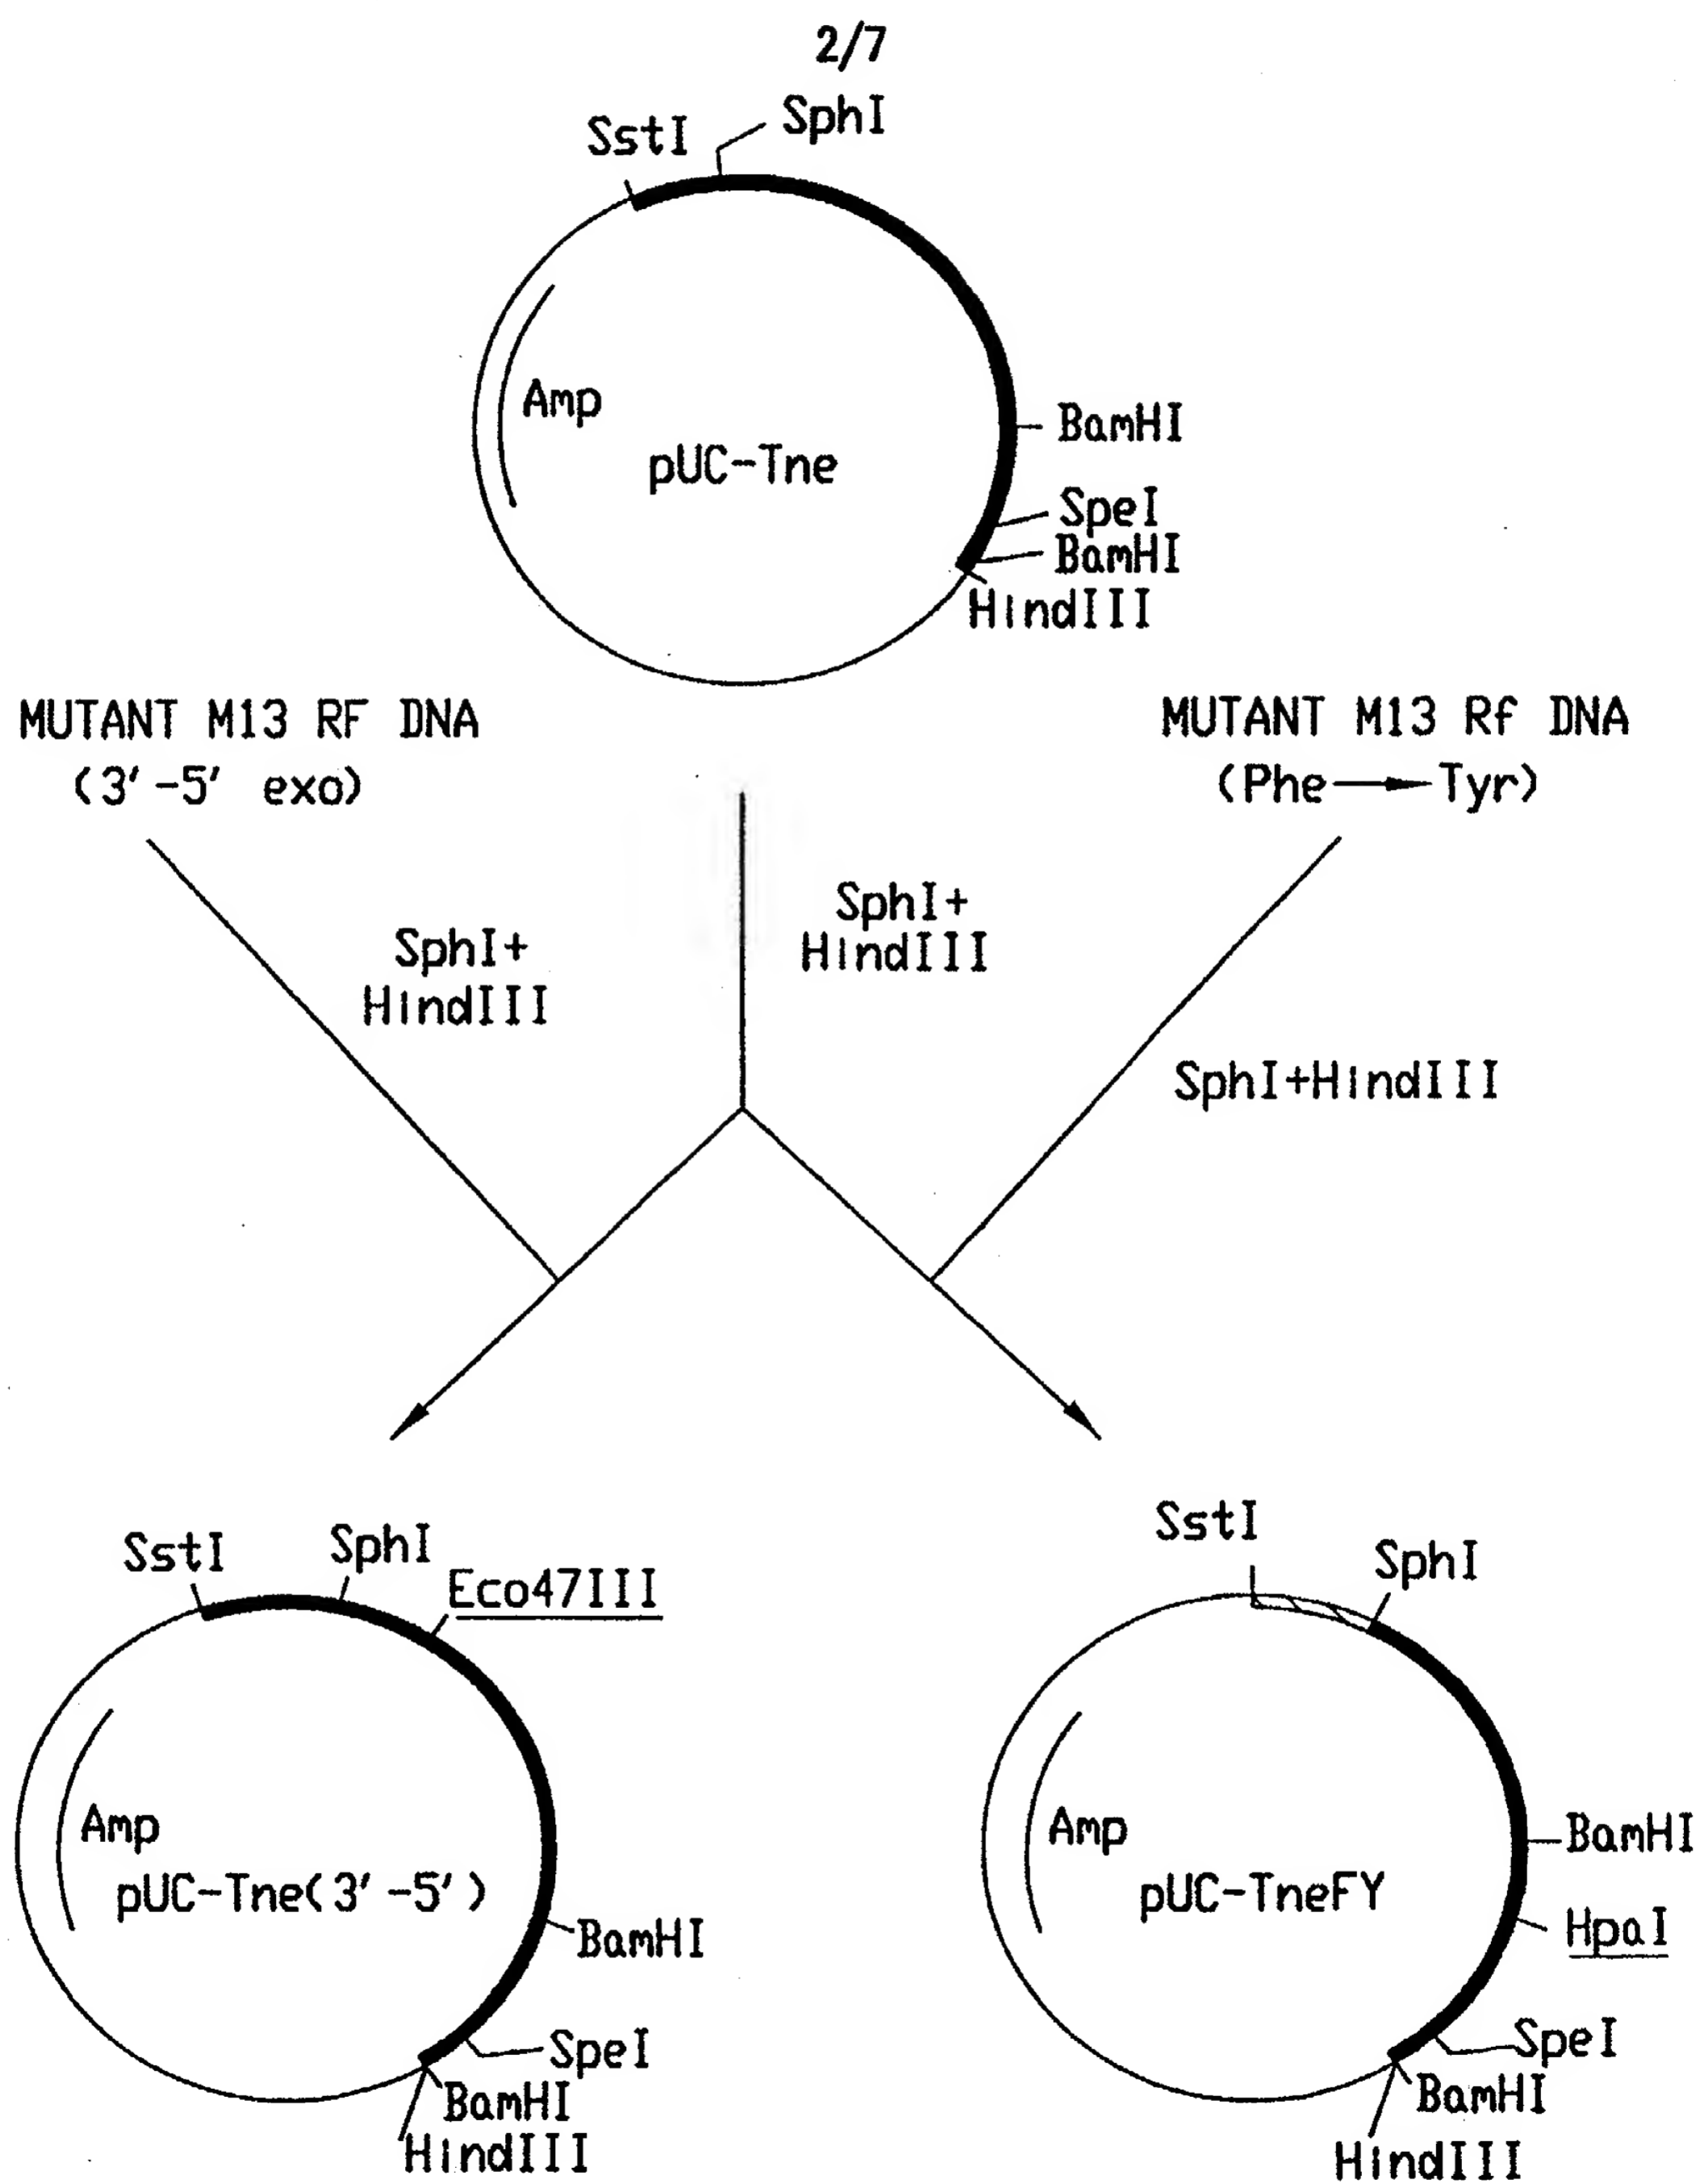 2/7
SstI
SphI
Amp
pUC-Tne
BamHI
SpeI
BamHI
HindIII
MUTANT M13 RF DNA
(3'-5' exo)
MUTANT M13 Rf DNA
(Phe → Tyr)
SphI+
HindIII
SphI+
HindIII
SphI+HindIII
SstI
SphI
Eco47III
Amp
pUC-Tne(3'-5')
BamHI
SpeI
BamHI
HindIII
SstI
SphI
Amp
pUC-TneFY
BamHI
HpaI
SpeI
BamHI
HindIII